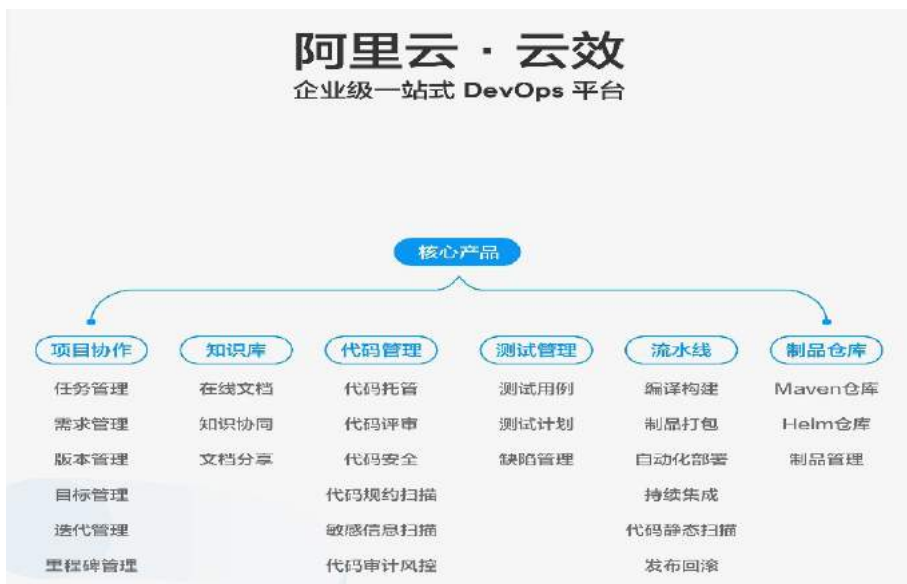 阿里云 · 云效
企业级一站式 DevOps 平台
核心产品
项目协作 知识库 代码管理 测试管理 流水线 制品仓库
任务管理 在线文档 代码托管 测试用例 编译构建 Maven仓库
需求管理 知识协同 代码评审 测试计划 制品打包 Helm仓库
版本管理 文档分享 代码安全 缺陷管理 自动化部署 制品管理
目标管理 代码规约扫描 持续集成
迭代管理 敏感信息扫描 代码静态扫描
里程碑管理 代码审计风控 发布回滚